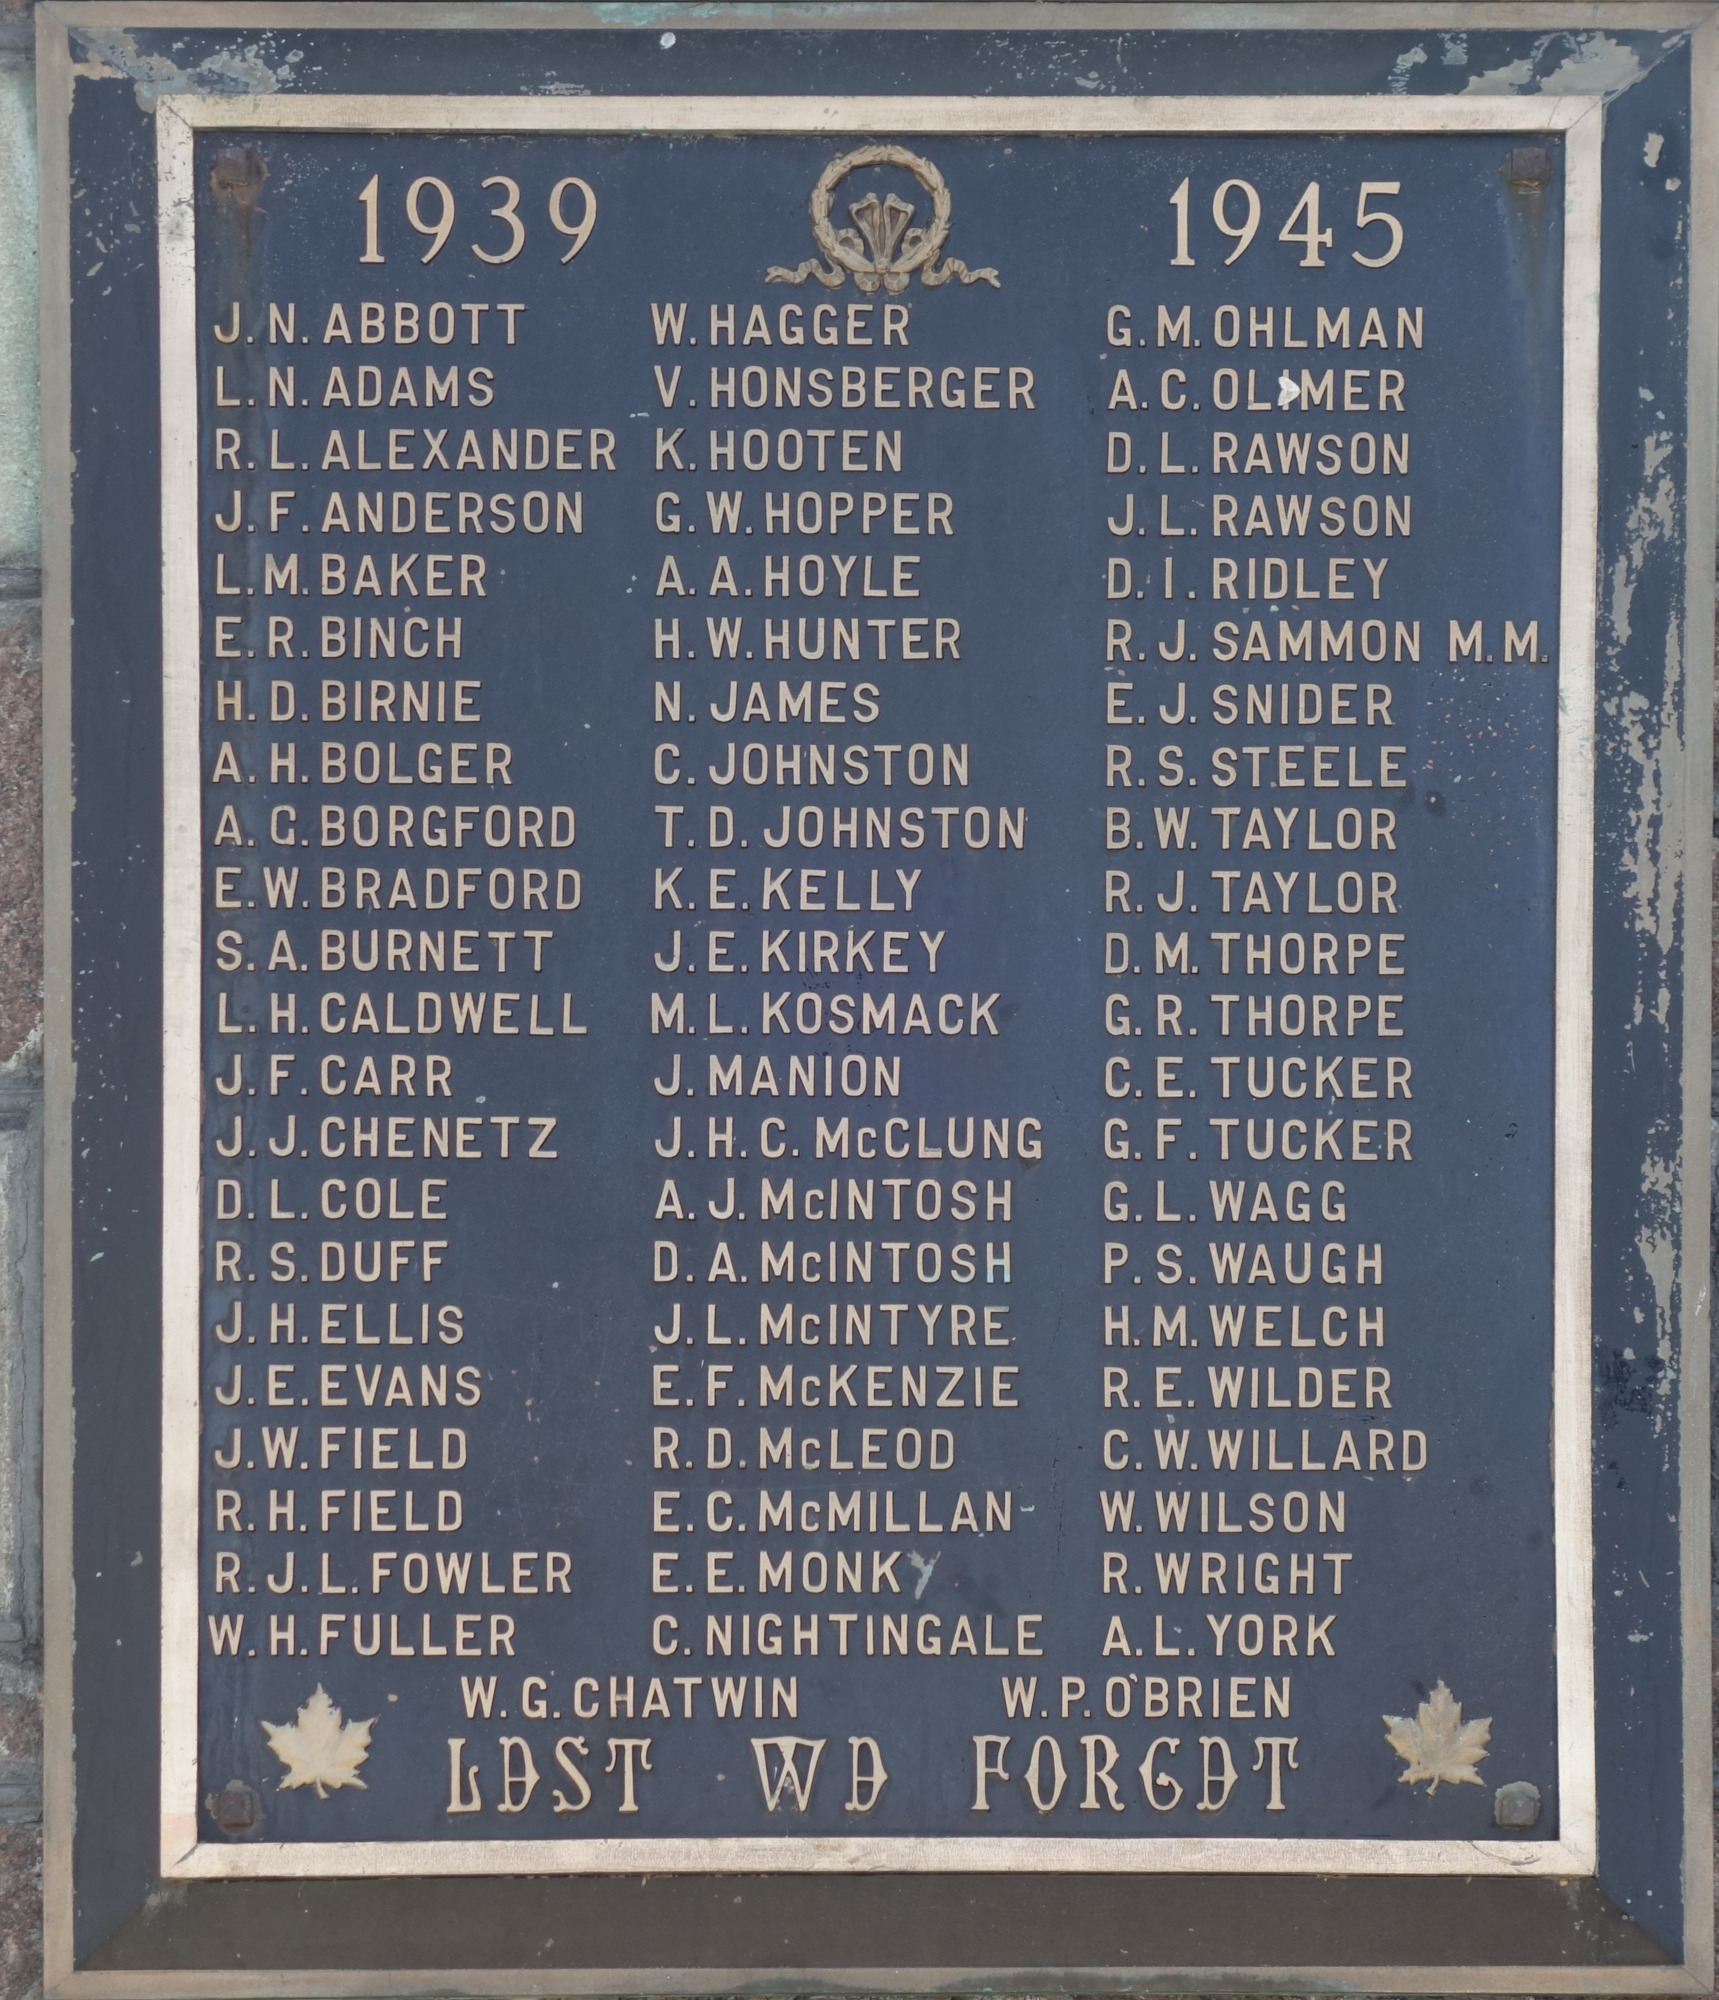 1939 1945
J. N. ABBOTT
L. N. ADAMS
R. L. ALEXANDER
J. F. ANDERSON
L. M. BAKER
E. R. BINCH
H. D. BIRNIE
A. H. BOLGER
A. G. BORGFORD
E. W. BRADFORD
S. A. BURNETT
L. H. CALDWELL
J. F. CARR
J. J. CHENETZ
D. L. COLE
R. S. DUFF
J. H. ELLIS
J. E. EVANS
J. W. FIELD
R. H. FIELD
R. J. L. FOWLER
W. H. FULLER
W. HAGGER
V. HONSBERGER
K. HOOTEN
G. W. HOPPER
A. A. HOYLE
H. W. HUNTER
N. JAMES
C. JOHNSTON
T. D. JOHNSTON
K. E. KELLY
J. E. KIRKEY
M. L. KOSMACK
J. MANION
J. H. C. McCLUNG
A. J. McINTOSH
D. A. McINTOSH
J. L. McINTYRE
E. F. McKENZIE
R. D. McLEOD
E. C. McMILLAN
E. E. MONK
C. NIGHTINGALE
G. M. OHLMAN
A. C. OLIMER
D. L. RAWSON
J. L. RAWSON
D. I. RIDLEY
R. J. SAMMON M.M.
E. J. SNIDER
R. S. STEELE
B. W. TAYLOR
R. J. TAYLOR
D. M. THORPE
G. R. THORPE
C. E. TUCKER
G. F. TUCKER
G. L. WAGG
P. S. WAUGH
H. M. WELCH
R. E. WILDER
C. W. WILLARD
W. WILSON
R. WRIGHT
A. L. YORK
W. G. CHATWIN W. P. O'BRIEN
LEST WE FORGET